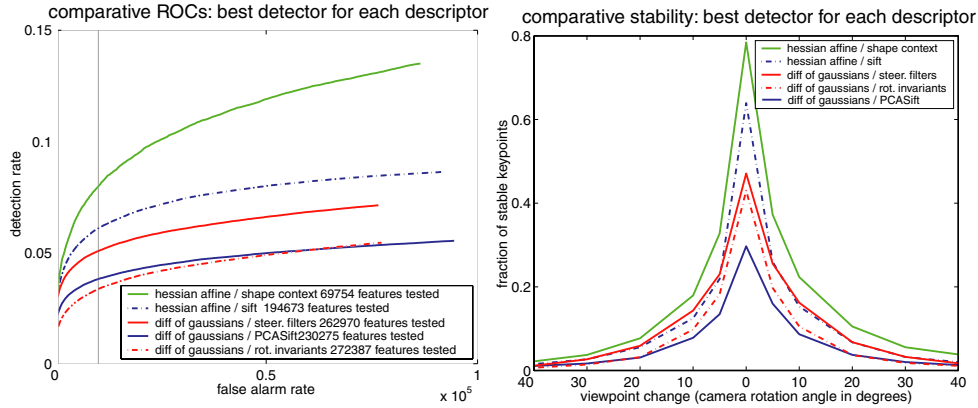 comparative ROCs: best detector for each descriptor
0.15
0.1
0.05
0
detection rate
hessian affine / shape context 69754 features tested
hessian affine / sift 194673 features tested
diff of gaussians / steer. filters 262970 features tested
diff of gaussians / PCASift230275 features tested
diff of gaussians / rot. invariants 272387 features tested
0 0.5 1
false alarm rate
x 10^5
comparative stability: best detector for each descriptor
0.8
0.6
0.4
0.2
0
fraction of stable keypoints
hessian affine / shape context
hessian affine / sift
diff of gaussians / steer. filters
diff of gaussians / rot. invariants
diff of gaussians / PCASift
40 30 20 10 0 10 20 30 40
viewpoint change (camera rotation angle in degrees)